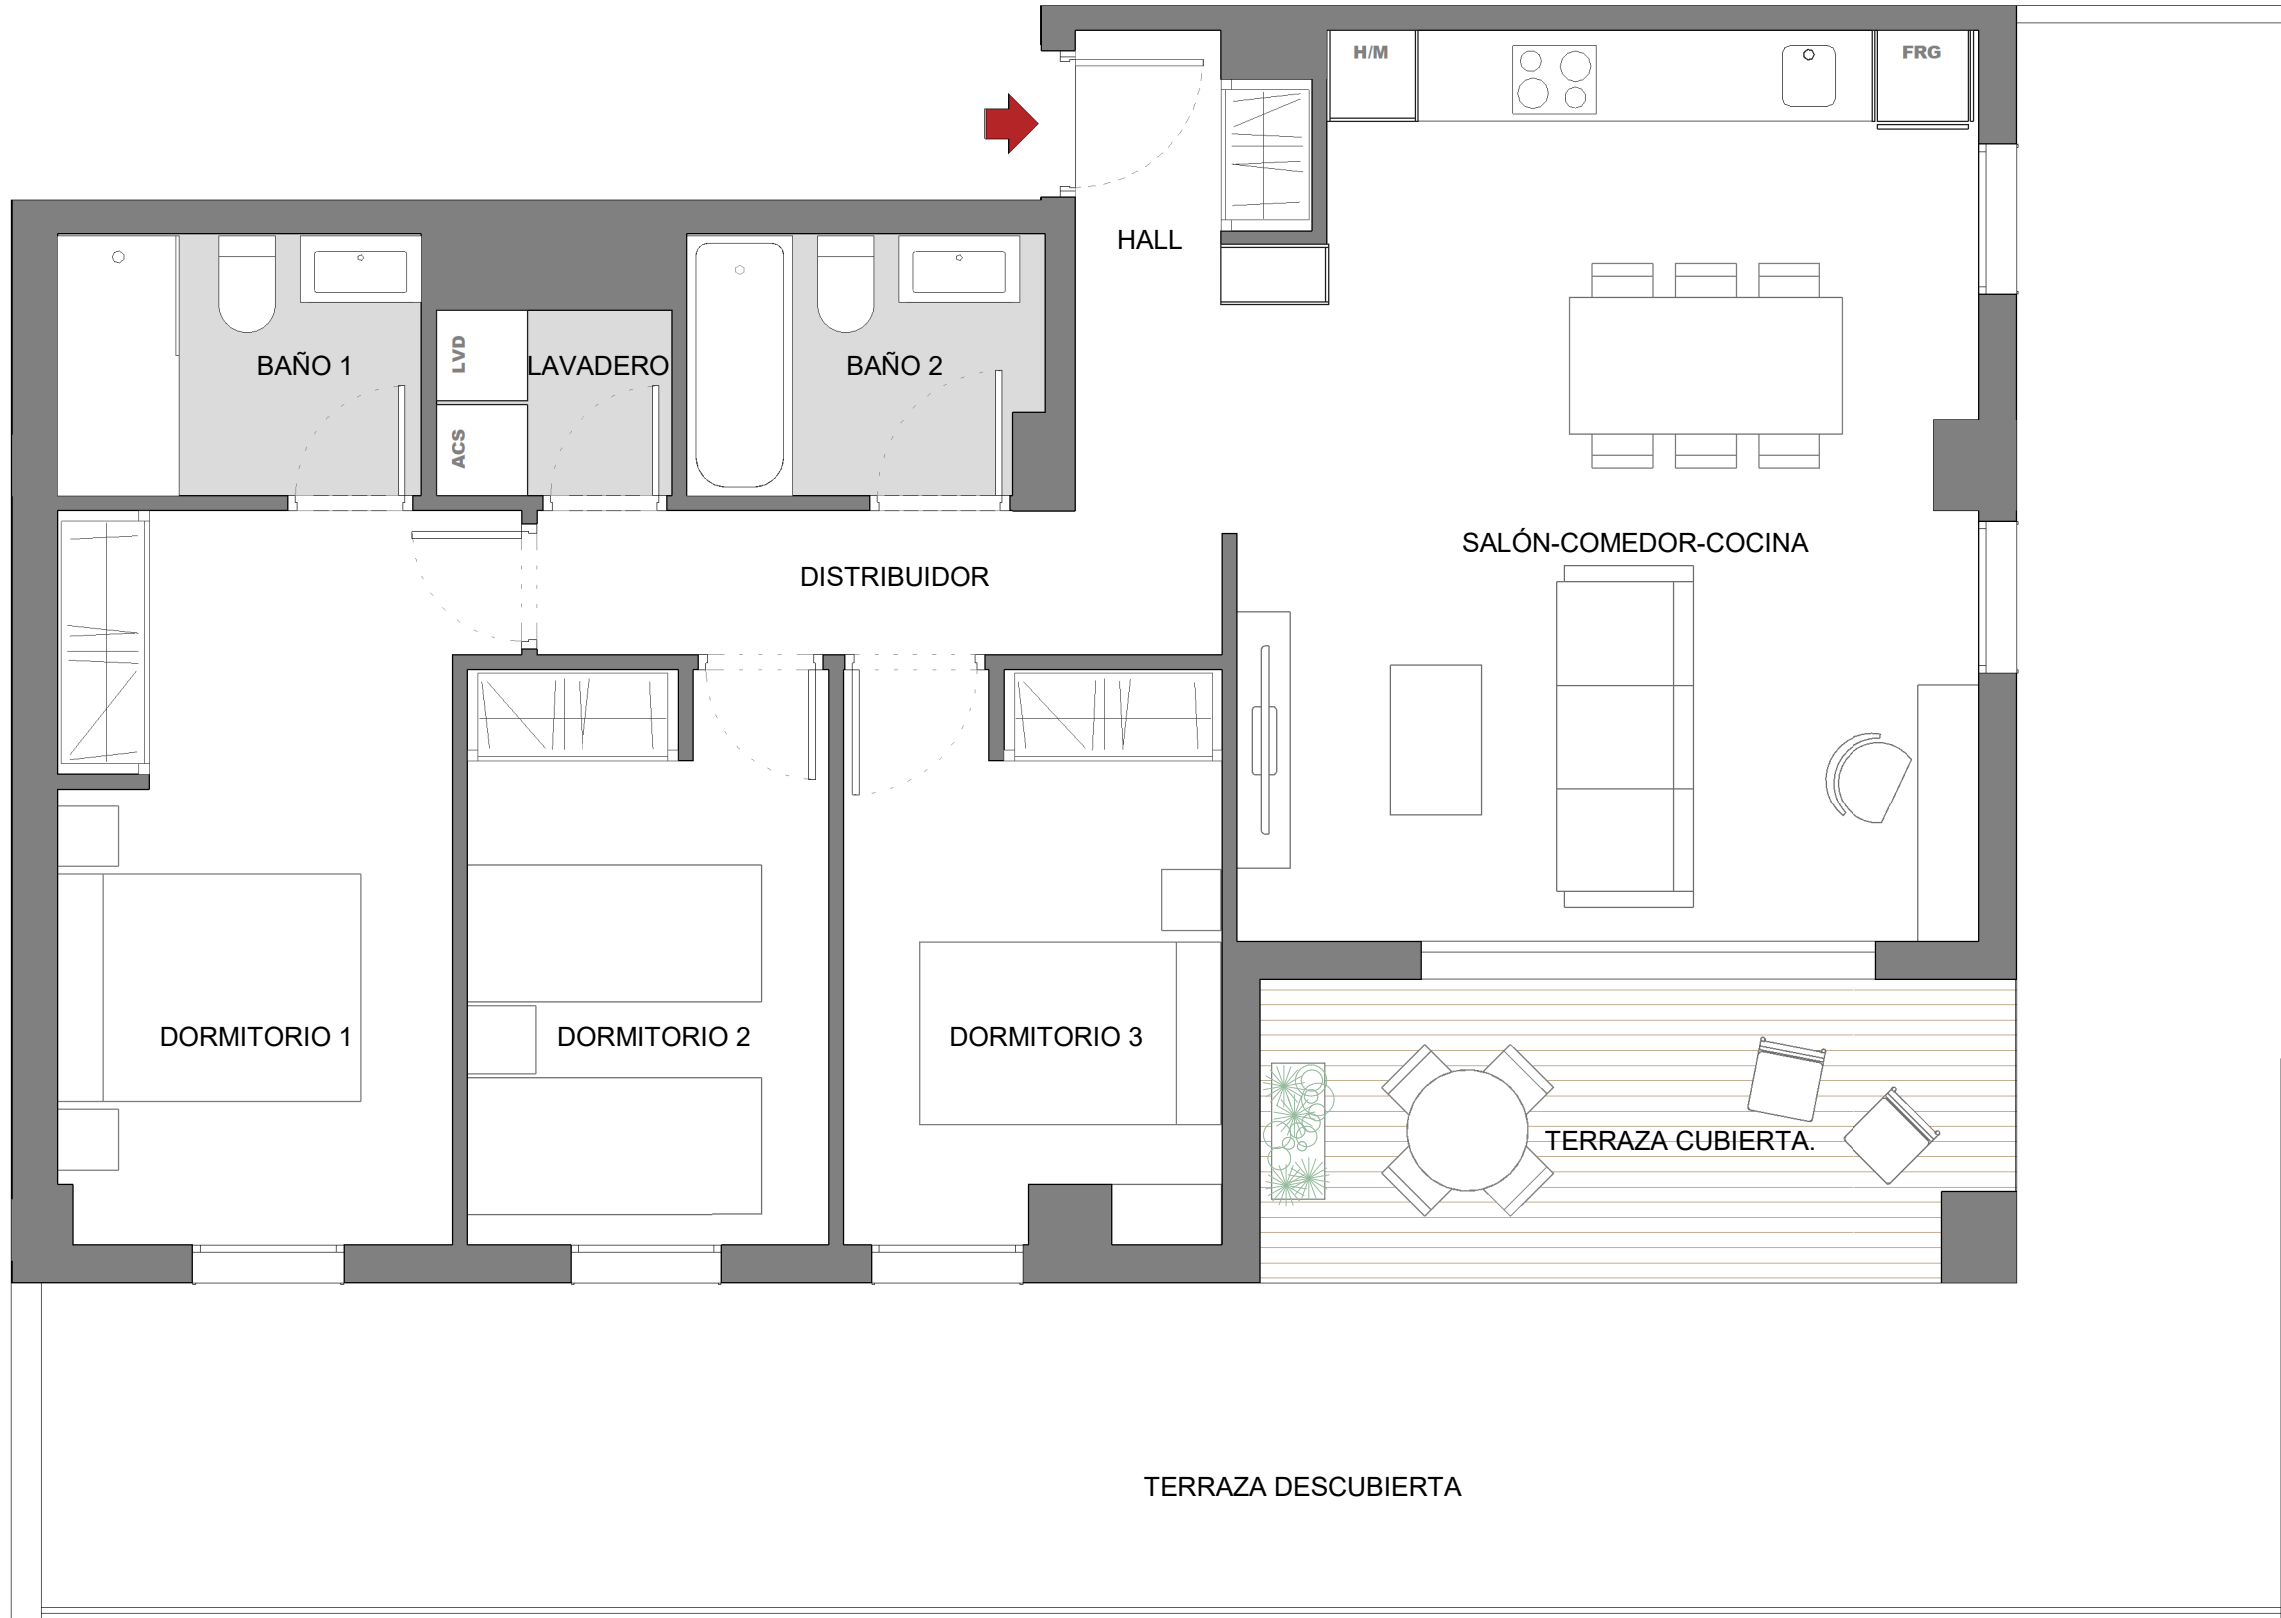 H/M
FRG
HALL
BAÑO 1
LVD
LAVADERO
BAÑO 2
ACS
SALÓN-COMEDOR-COCINA
DISTRIBUIDOR
DORMITORIO 1
DORMITORIO 2
DORMITORIO 3
TERRAZA CUBIERTA.
TERRAZA DESCUBIERTA